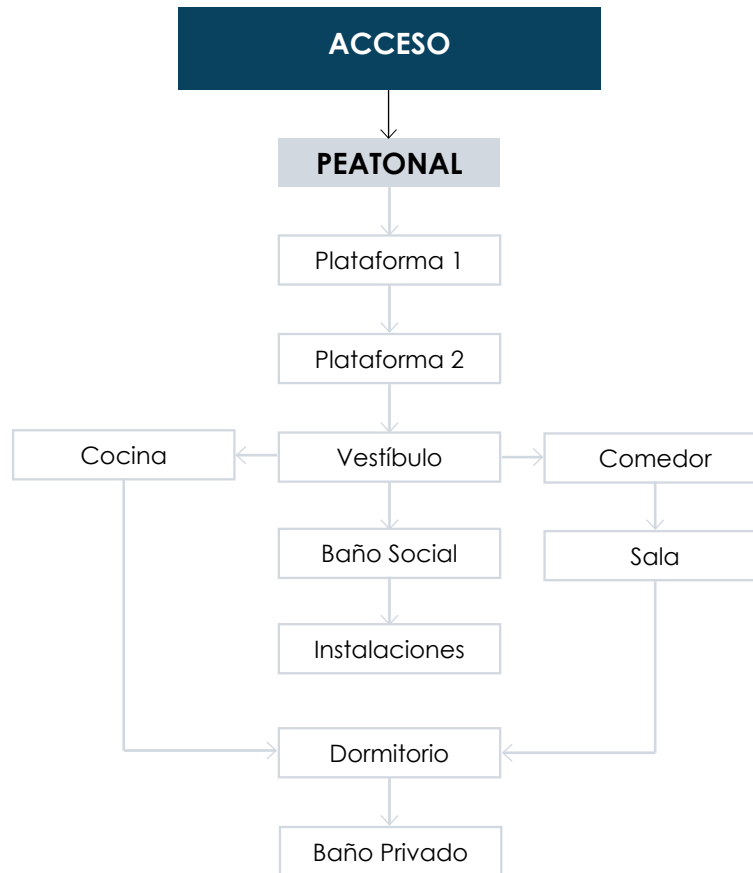 ACCESO
PEATONAL
Plataforma 1
Plataforma 2
Cocina
Vestíbulo
Comedor
Baño Social
Sala
Instalaciones
Dormitorio
Baño Privado